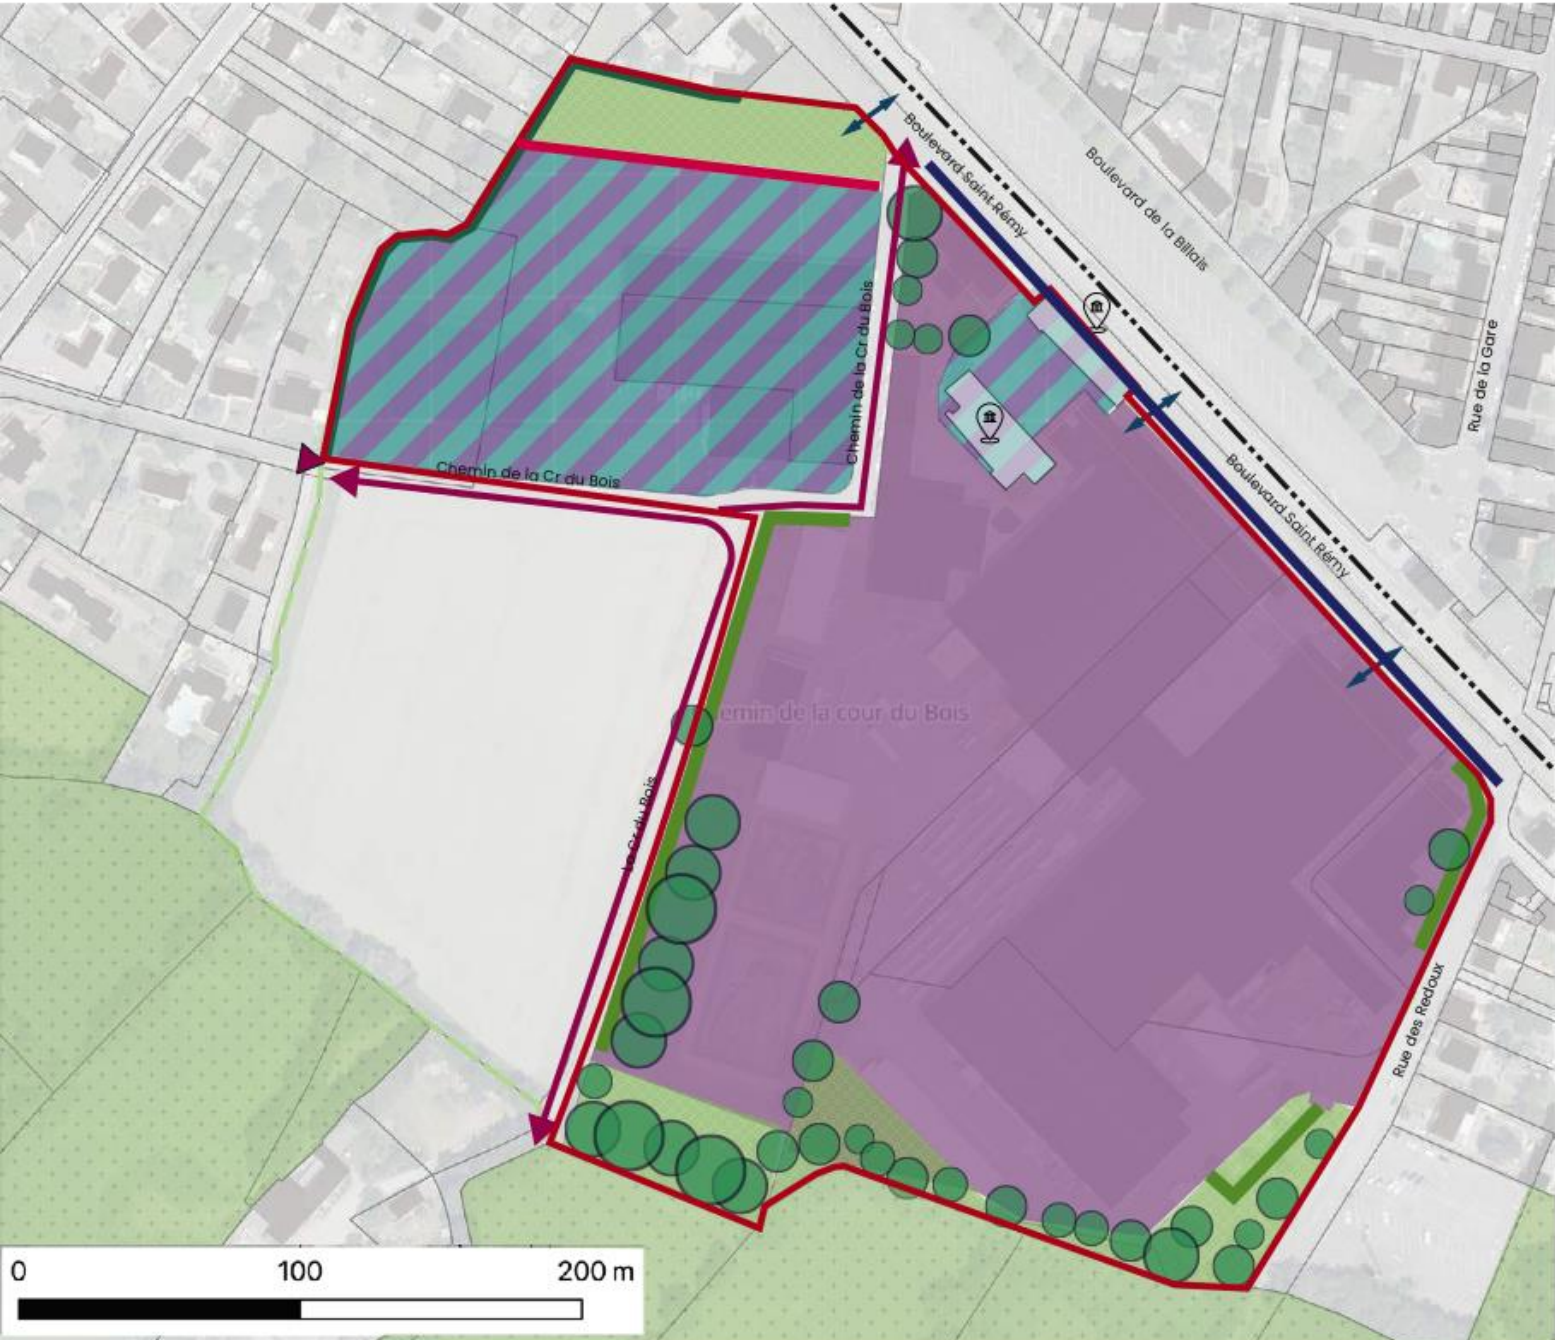 Boulevard Saint Rémy
Boulevard de la Billais
Rue de la Gare
Chemin de la Cr du Bois
Chemin de la Cr du Bois
Boulevard Saint Rémy
emin de la cour du Bois
La Cr du Bois
Rue des Redoux
0 100 200 m